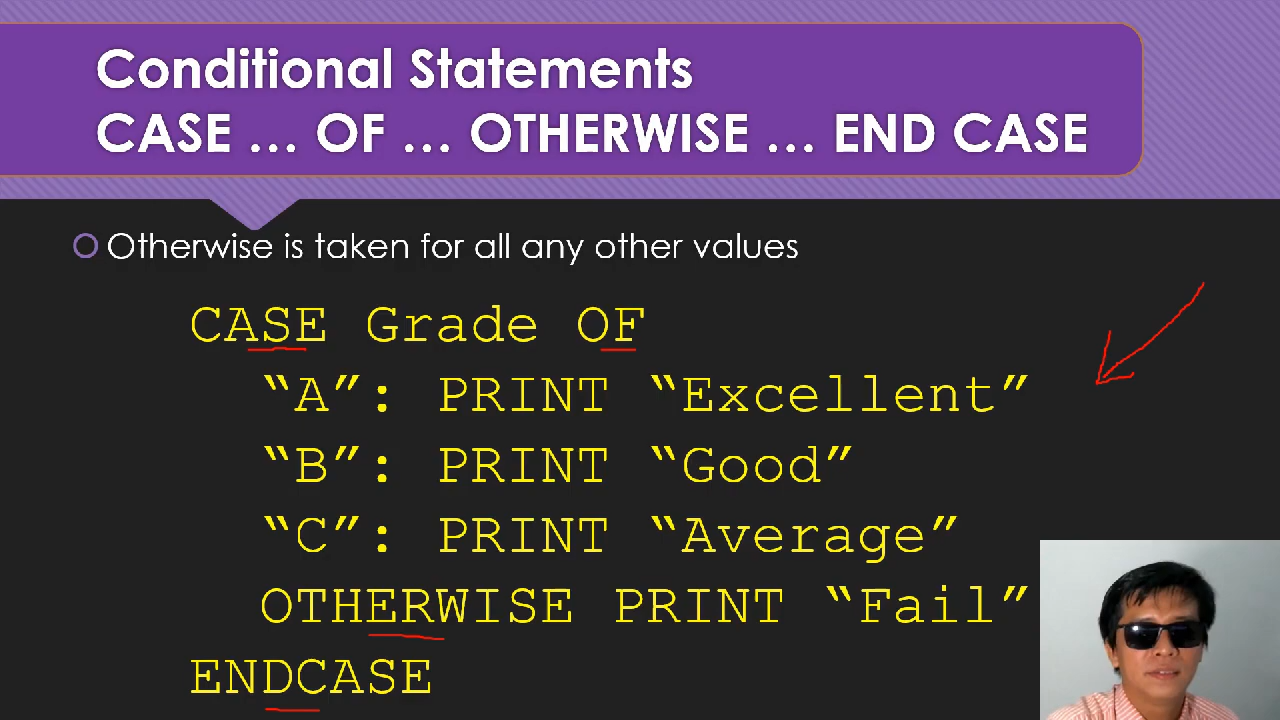 Conditional Statements
CASE … OF … OTHERWISE … END CASE
Otherwise is taken for all any other values
CASE Grade OF
“A”: PRINT “Excellent”
“B”: PRINT “Good”
“C”: PRINT “Average”
OTHERWISE PRINT “Fail”
ENDCASE